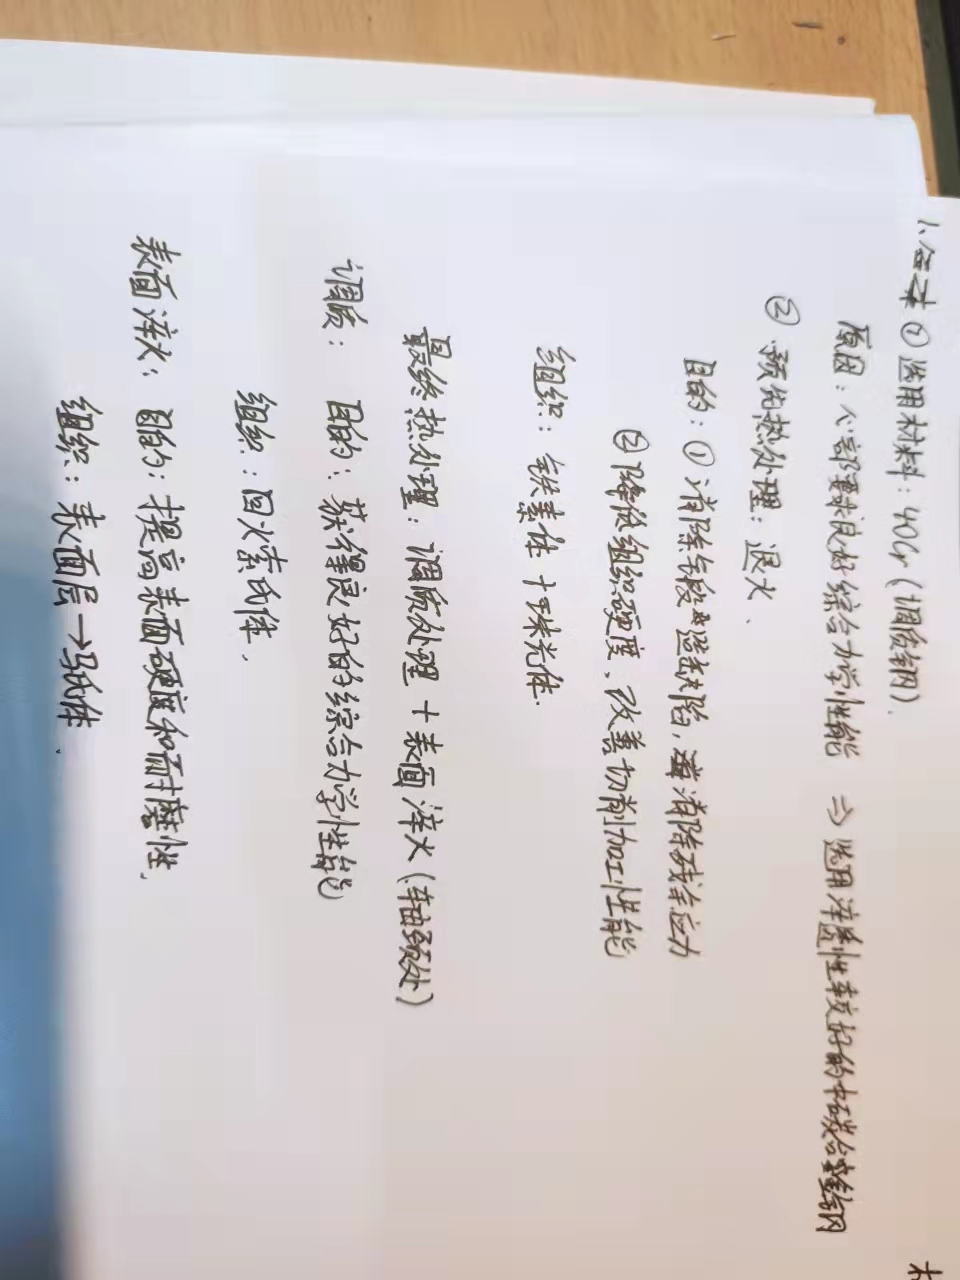 1、 ① 选用材料：40Cr（调质钢）.
原因：心部要求良好综合力学性能 ⇒ 选用淬透性较好的中碳合金钢
② 预先热处理：退火.
目的：① 消除锻造缺陷，消除残余应力
② 降低组织硬度、改善切削加工性能
组织：铁素体＋珠光体.
最终热处理：调质处理＋表面淬火（轴颈处）
调质：目的：获得良好的综合力学性能
组织：回火索氏体.
表面淬火：目的：提高表面硬度和耐磨性.
组织：表面层→马氏体.